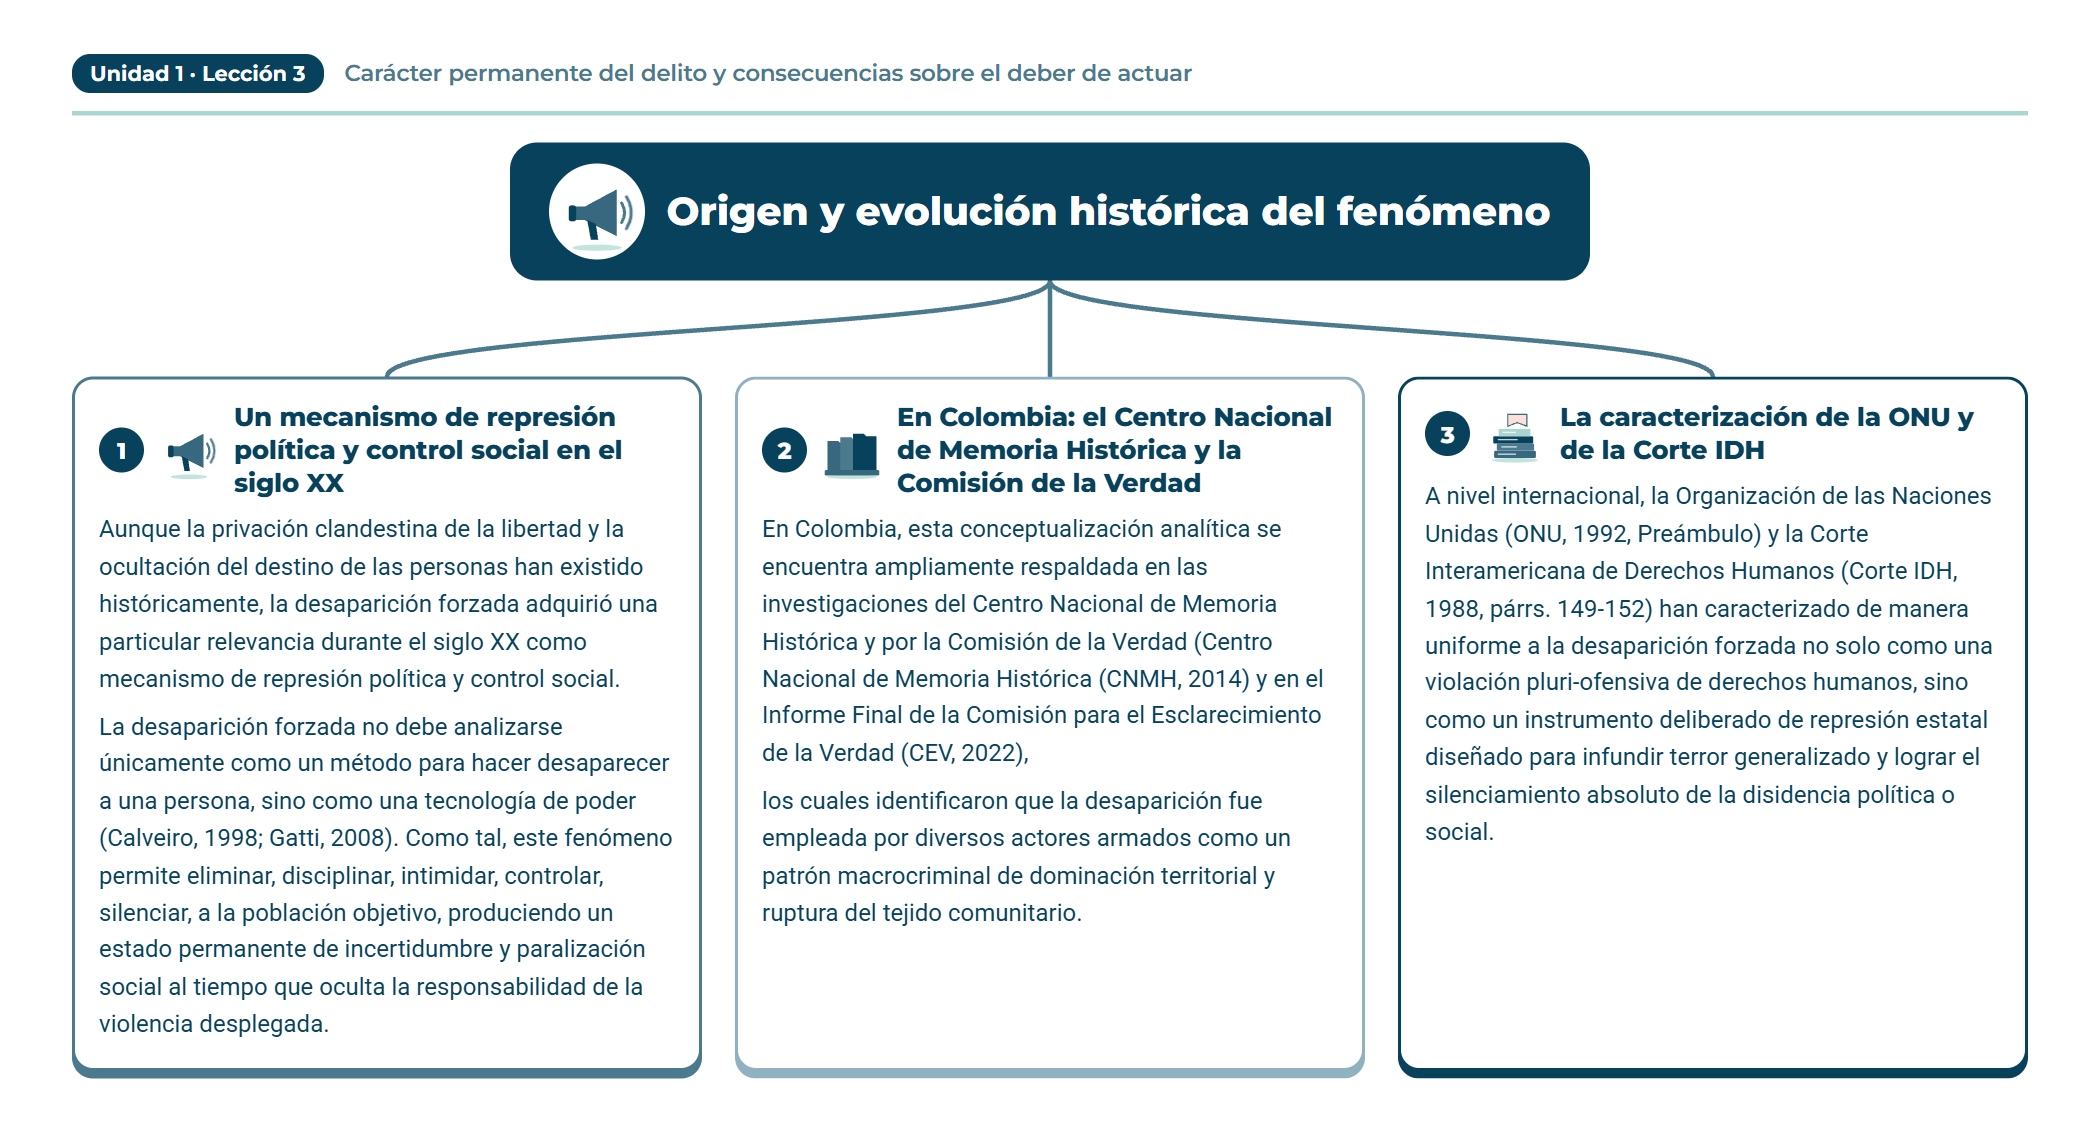 Unidad 1 · Lección 3
Carácter permanente del delito y consecuencias sobre el deber de actuar
Origen y evolución histórica del fenómeno
1
Un mecanismo de represión
política y control social en el
siglo XX
Aunque la privación clandestina de la libertad y la
ocultación del destino de las personas han existido
históricamente, la desaparición forzada adquirió una
particular relevancia durante el siglo XX como
mecanismo de represión política y control social.
La desaparición forzada no debe analizarse
únicamente como un método para hacer desaparecer
a una persona, sino como una tecnología de poder
(Calveiro, 1998; Gatti, 2008). Como tal, este fenómeno
permite eliminar, disciplinar, intimidar, controlar,
silenciar, a la población objetivo, produciendo un
estado permanente de incertidumbre y paralización
social al tiempo que oculta la responsabilidad de la
violencia desplegada.
2
En Colombia: el Centro Nacional
de Memoria Histórica y la
Comisión de la Verdad
En Colombia, esta conceptualización analítica se
encuentra ampliamente respaldada en las
investigaciones del Centro Nacional de Memoria
Histórica y por la Comisión de la Verdad (Centro
Nacional de Memoria Histórica (CNMH, 2014) y en el
Informe Final de la Comisión para el Esclarecimiento
de la Verdad (CEV, 2022),
los cuales identificaron que la desaparición fue
empleada por diversos actores armados como un
patrón macrocriminal de dominación territorial y
ruptura del tejido comunitario.
3
La caracterización de la ONU y
de la Corte IDH
A nivel internacional, la Organización de las Naciones
Unidas (ONU, 1992, Preámbulo) y la Corte
Interamericana de Derechos Humanos (Corte IDH,
1988, párrs. 149-152) han caracterizado de manera
uniforme a la desaparición forzada no solo como una
violación pluri-ofensiva de derechos humanos, sino
como un instrumento deliberado de represión estatal
diseñado para infundir terror generalizado y lograr el
silenciamiento absoluto de la disidencia política o
social.